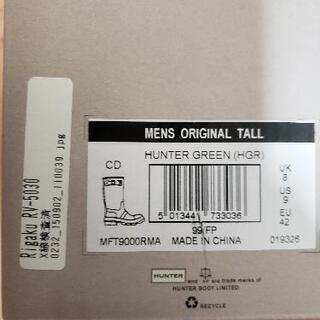 MENS ORIGINAL TALL
HUNTER GREEN (HGR)
CD
UK
8
US
9
EU
42
5 013441 733036
99/FP
MFT9000RMA MADE IN CHINA
019326
HUNTER and are trade marks of
HUNTER BOOT LIMITED.
RECYCLE
Rigaku RV-5030
X線検査済
0232_150902_110039.jpg